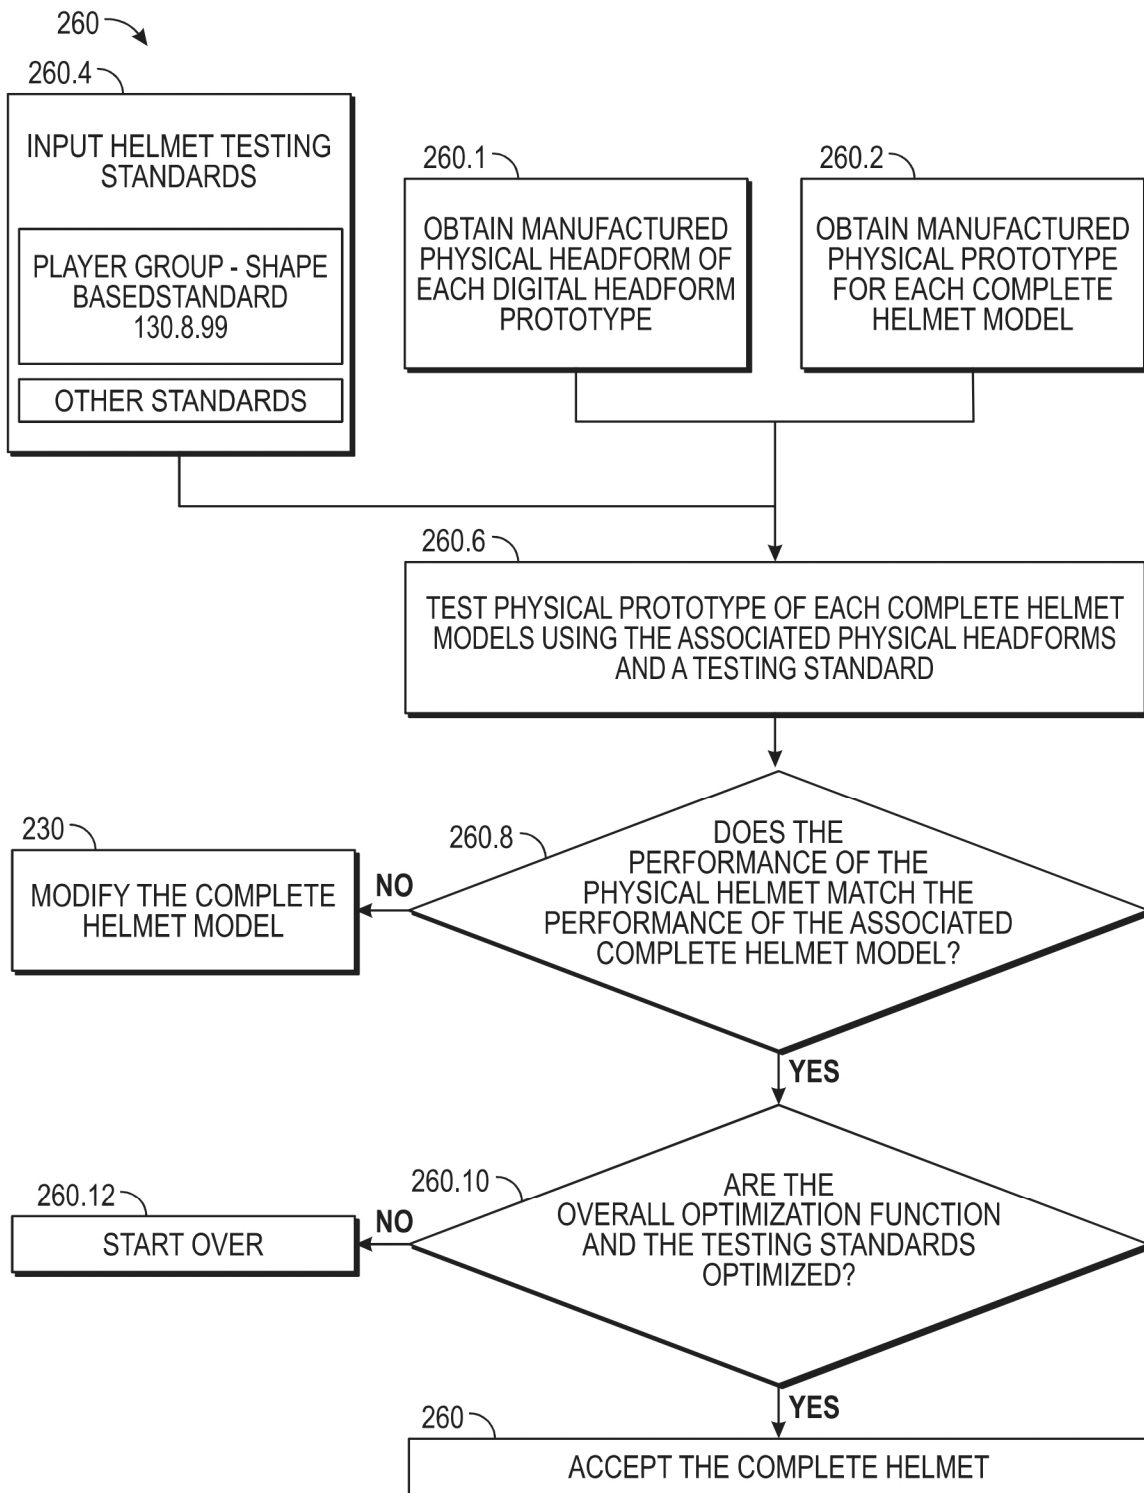 260
260.4
INPUT HELMET TESTING
STANDARDS
PLAYER GROUP - SHAPE
BASEDSTANDARD
130.8.99
OTHER STANDARDS
260.1
OBTAIN MANUFACTURED
PHYSICAL HEADFORM OF
EACH DIGITAL HEADFORM
PROTOTYPE
260.2
OBTAIN MANUFACTURED
PHYSICAL PROTOTYPE
FOR EACH COMPLETE
HELMET MODEL
260.6
TEST PHYSICAL PROTOTYPE OF EACH COMPLETE HELMET
MODELS USING THE ASSOCIATED PHYSICAL HEADFORMS
AND A TESTING STANDARD
260.8
DOES THE
PERFORMANCE OF THE
PHYSICAL HELMET MATCH THE
PERFORMANCE OF THE ASSOCIATED
COMPLETE HELMET MODEL?
NO
230
MODIFY THE COMPLETE
HELMET MODEL
YES
260.10
ARE THE
OVERALL OPTIMIZATION FUNCTION
AND THE TESTING STANDARDS
OPTIMIZED?
NO
260.12
START OVER
YES
260
ACCEPT THE COMPLETE HELMET